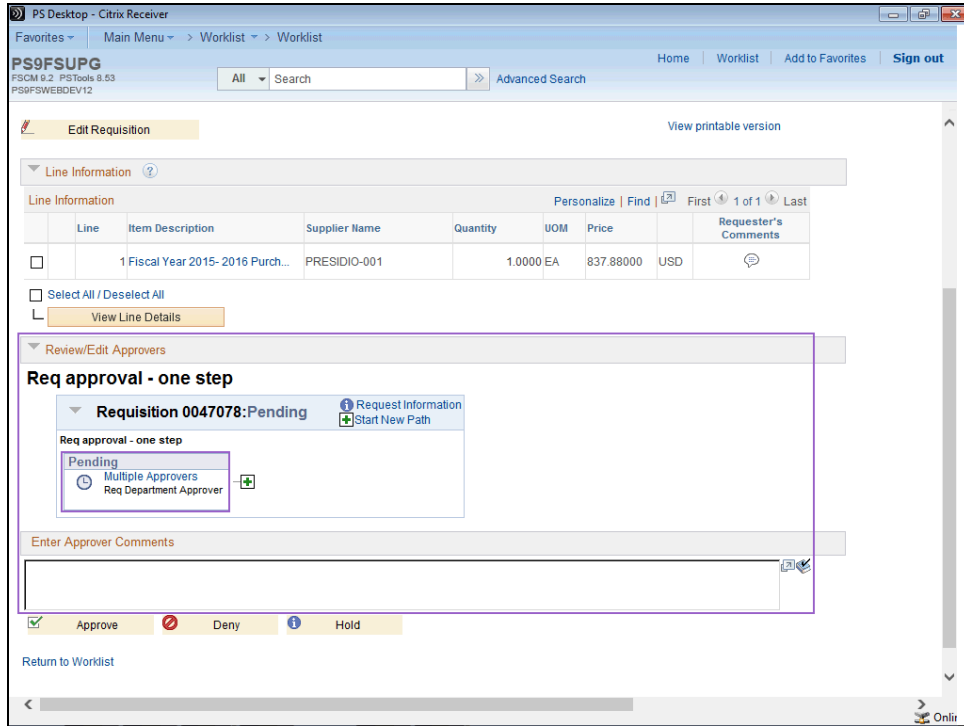 PS Desktop - Citrix Receiver
Favorites Main Menu > Worklist > Worklist
PS9FSUPG
FSCM 9.2 PSTools 8.53
PS9FSWEBDEV12
Home Worklist Add to Favorites Sign out
All Search Advanced Search
Edit Requisition View printable version
Line Information
Line Information Personalize | Find | First 1 of 1 Last
Line Item Description Supplier Name Quantity UOM Price Requester's Comments
1 Fiscal Year 2015- 2016 Purch... PRESIDIO-001 1.0000 EA 837.88000 USD
Select All / Deselect All
View Line Details
Review/Edit Approvers
Req approval - one step
Requisition 0047078:Pending Request Information
Start New Path
Req approval - one step
Pending
Multiple Approvers
Req Department Approver
Enter Approver Comments
Approve Deny Hold
Return to Worklist